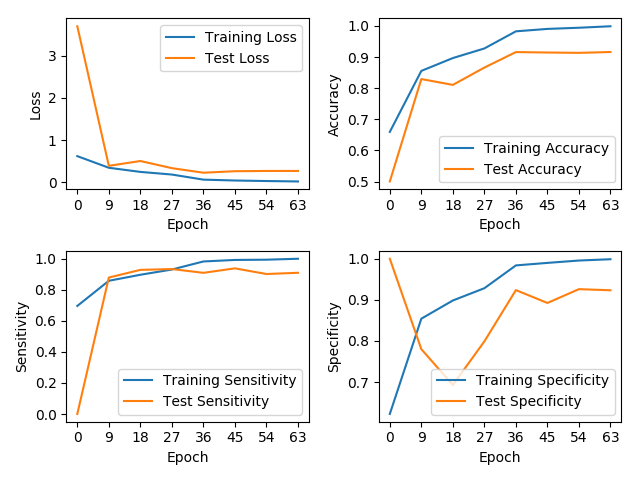 Training Loss
Test Loss
3
2
1
0
Loss
0 9 18 27 36 45 54 63
Epoch
1.0
0.9
0.8
0.7
0.6
0.5
Accuracy
Training Accuracy
Test Accuracy
0 9 18 27 36 45 54 63
Epoch
1.0
0.8
0.6
0.4
0.2
0.0
Sensitivity
Training Sensitivity
Test Sensitivity
0 9 18 27 36 45 54 63
Epoch
1.0
0.9
0.8
0.7
Specificity
Training Specificity
Test Specificity
0 9 18 27 36 45 54 63
Epoch